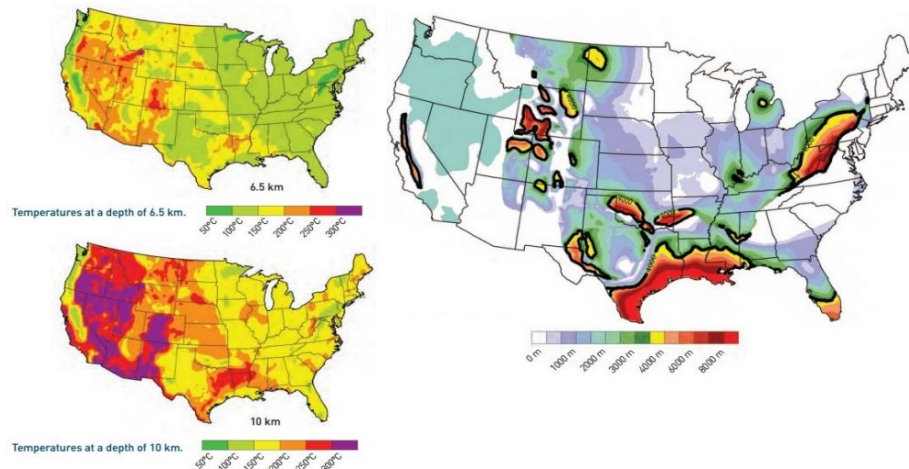 6.5 km
Temperatures at a depth of 6.5 km.
50°C
100°C
150°C
200°C
250°C
300°C
10 km
Temperatures at a depth of 10 km.
50°C
100°C
150°C
200°C
250°C
300°C
0 m
1000 m
2000 m
3000 m
4000 m
6000 m
8000 m